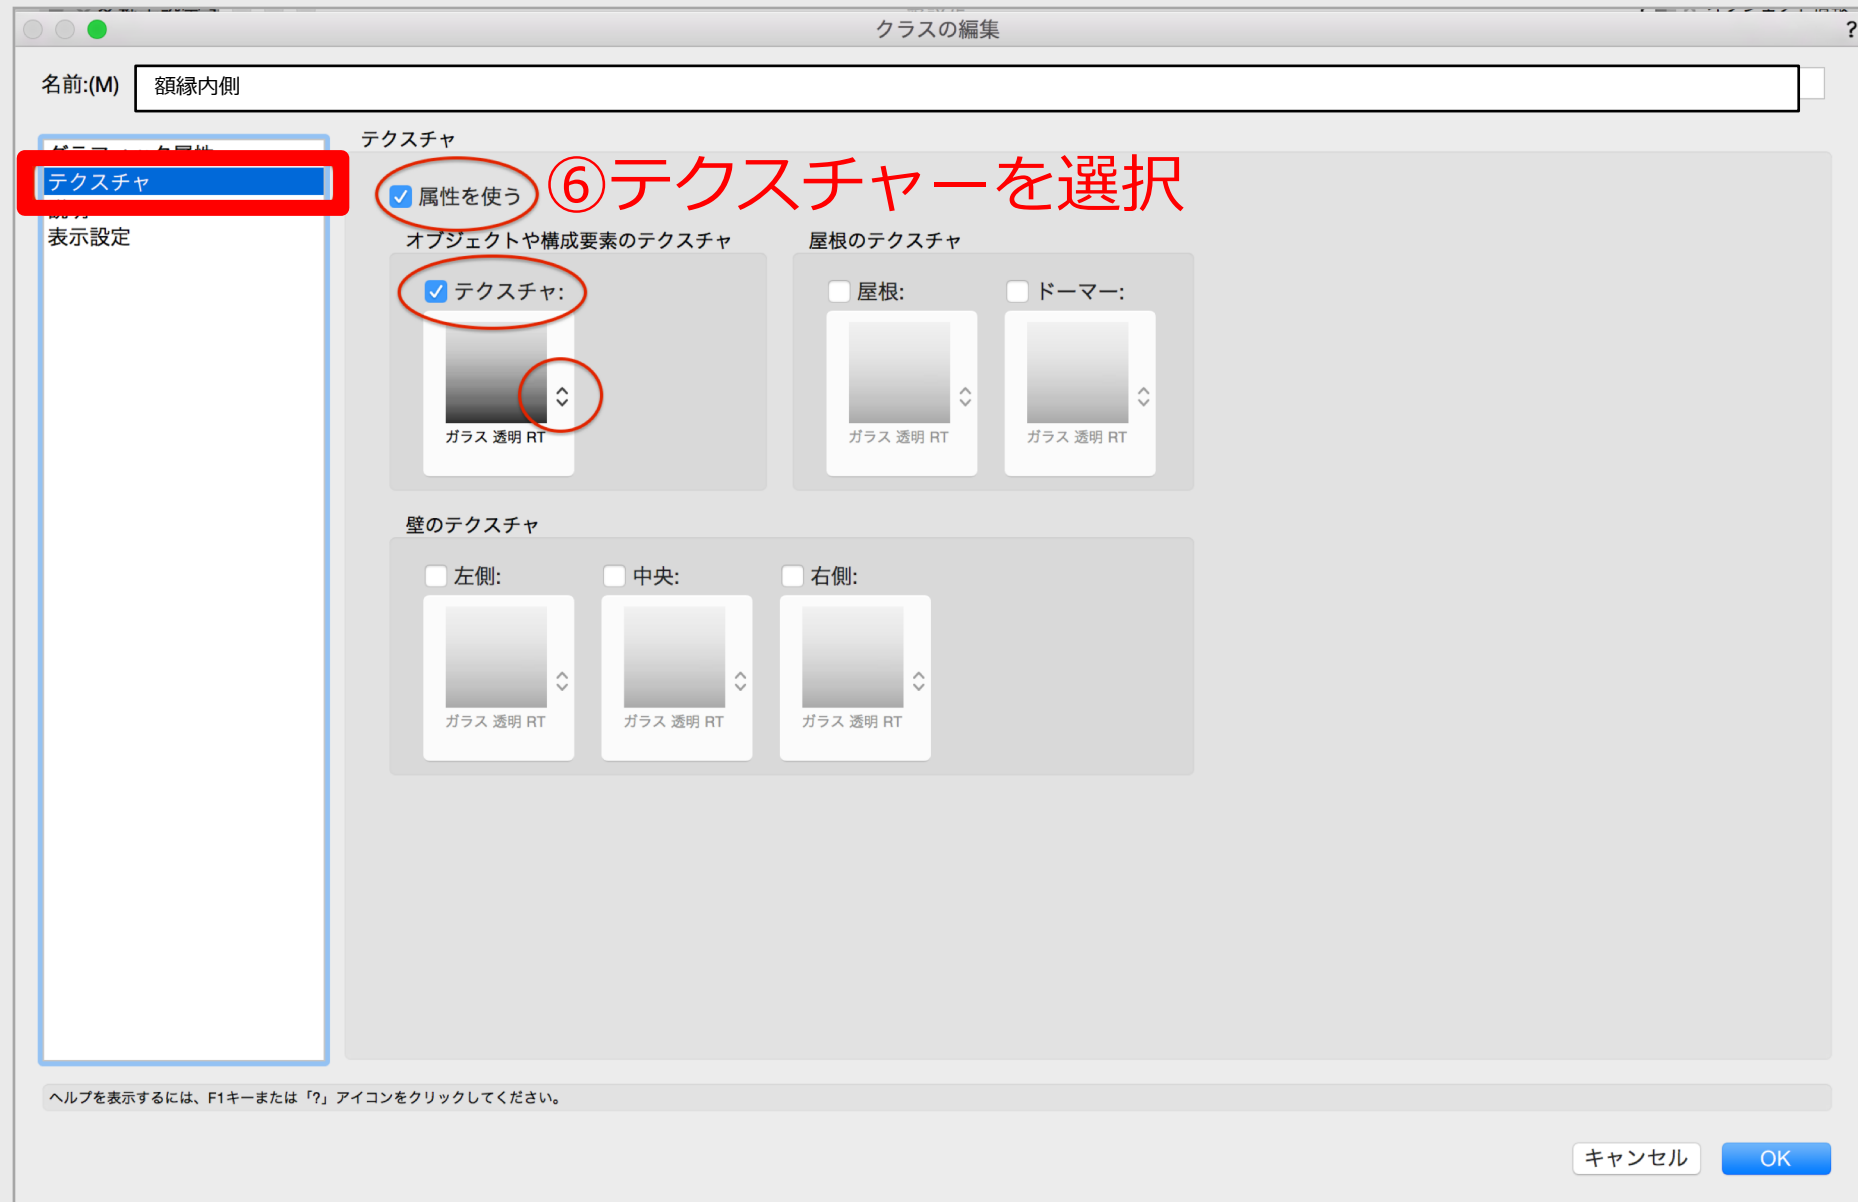 クラスの編集
?
名前:(M)
額縁内側
テクスチャ
表示設定
テクスチャ
属性を使う
⑥テクスチャーを選択
オブジェクトや構成要素のテクスチャ
屋根のテクスチャ
テクスチャ:
屋根:
ドーマー:
ガラス 透明 RT
ガラス 透明 RT
ガラス 透明 RT
壁のテクスチャ
左側:
中央:
右側:
ガラス 透明 RT
ガラス 透明 RT
ガラス 透明 RT
ヘルプを表示するには、F1キーまたは「?」アイコンをクリックしてください。
キャンセル
OK